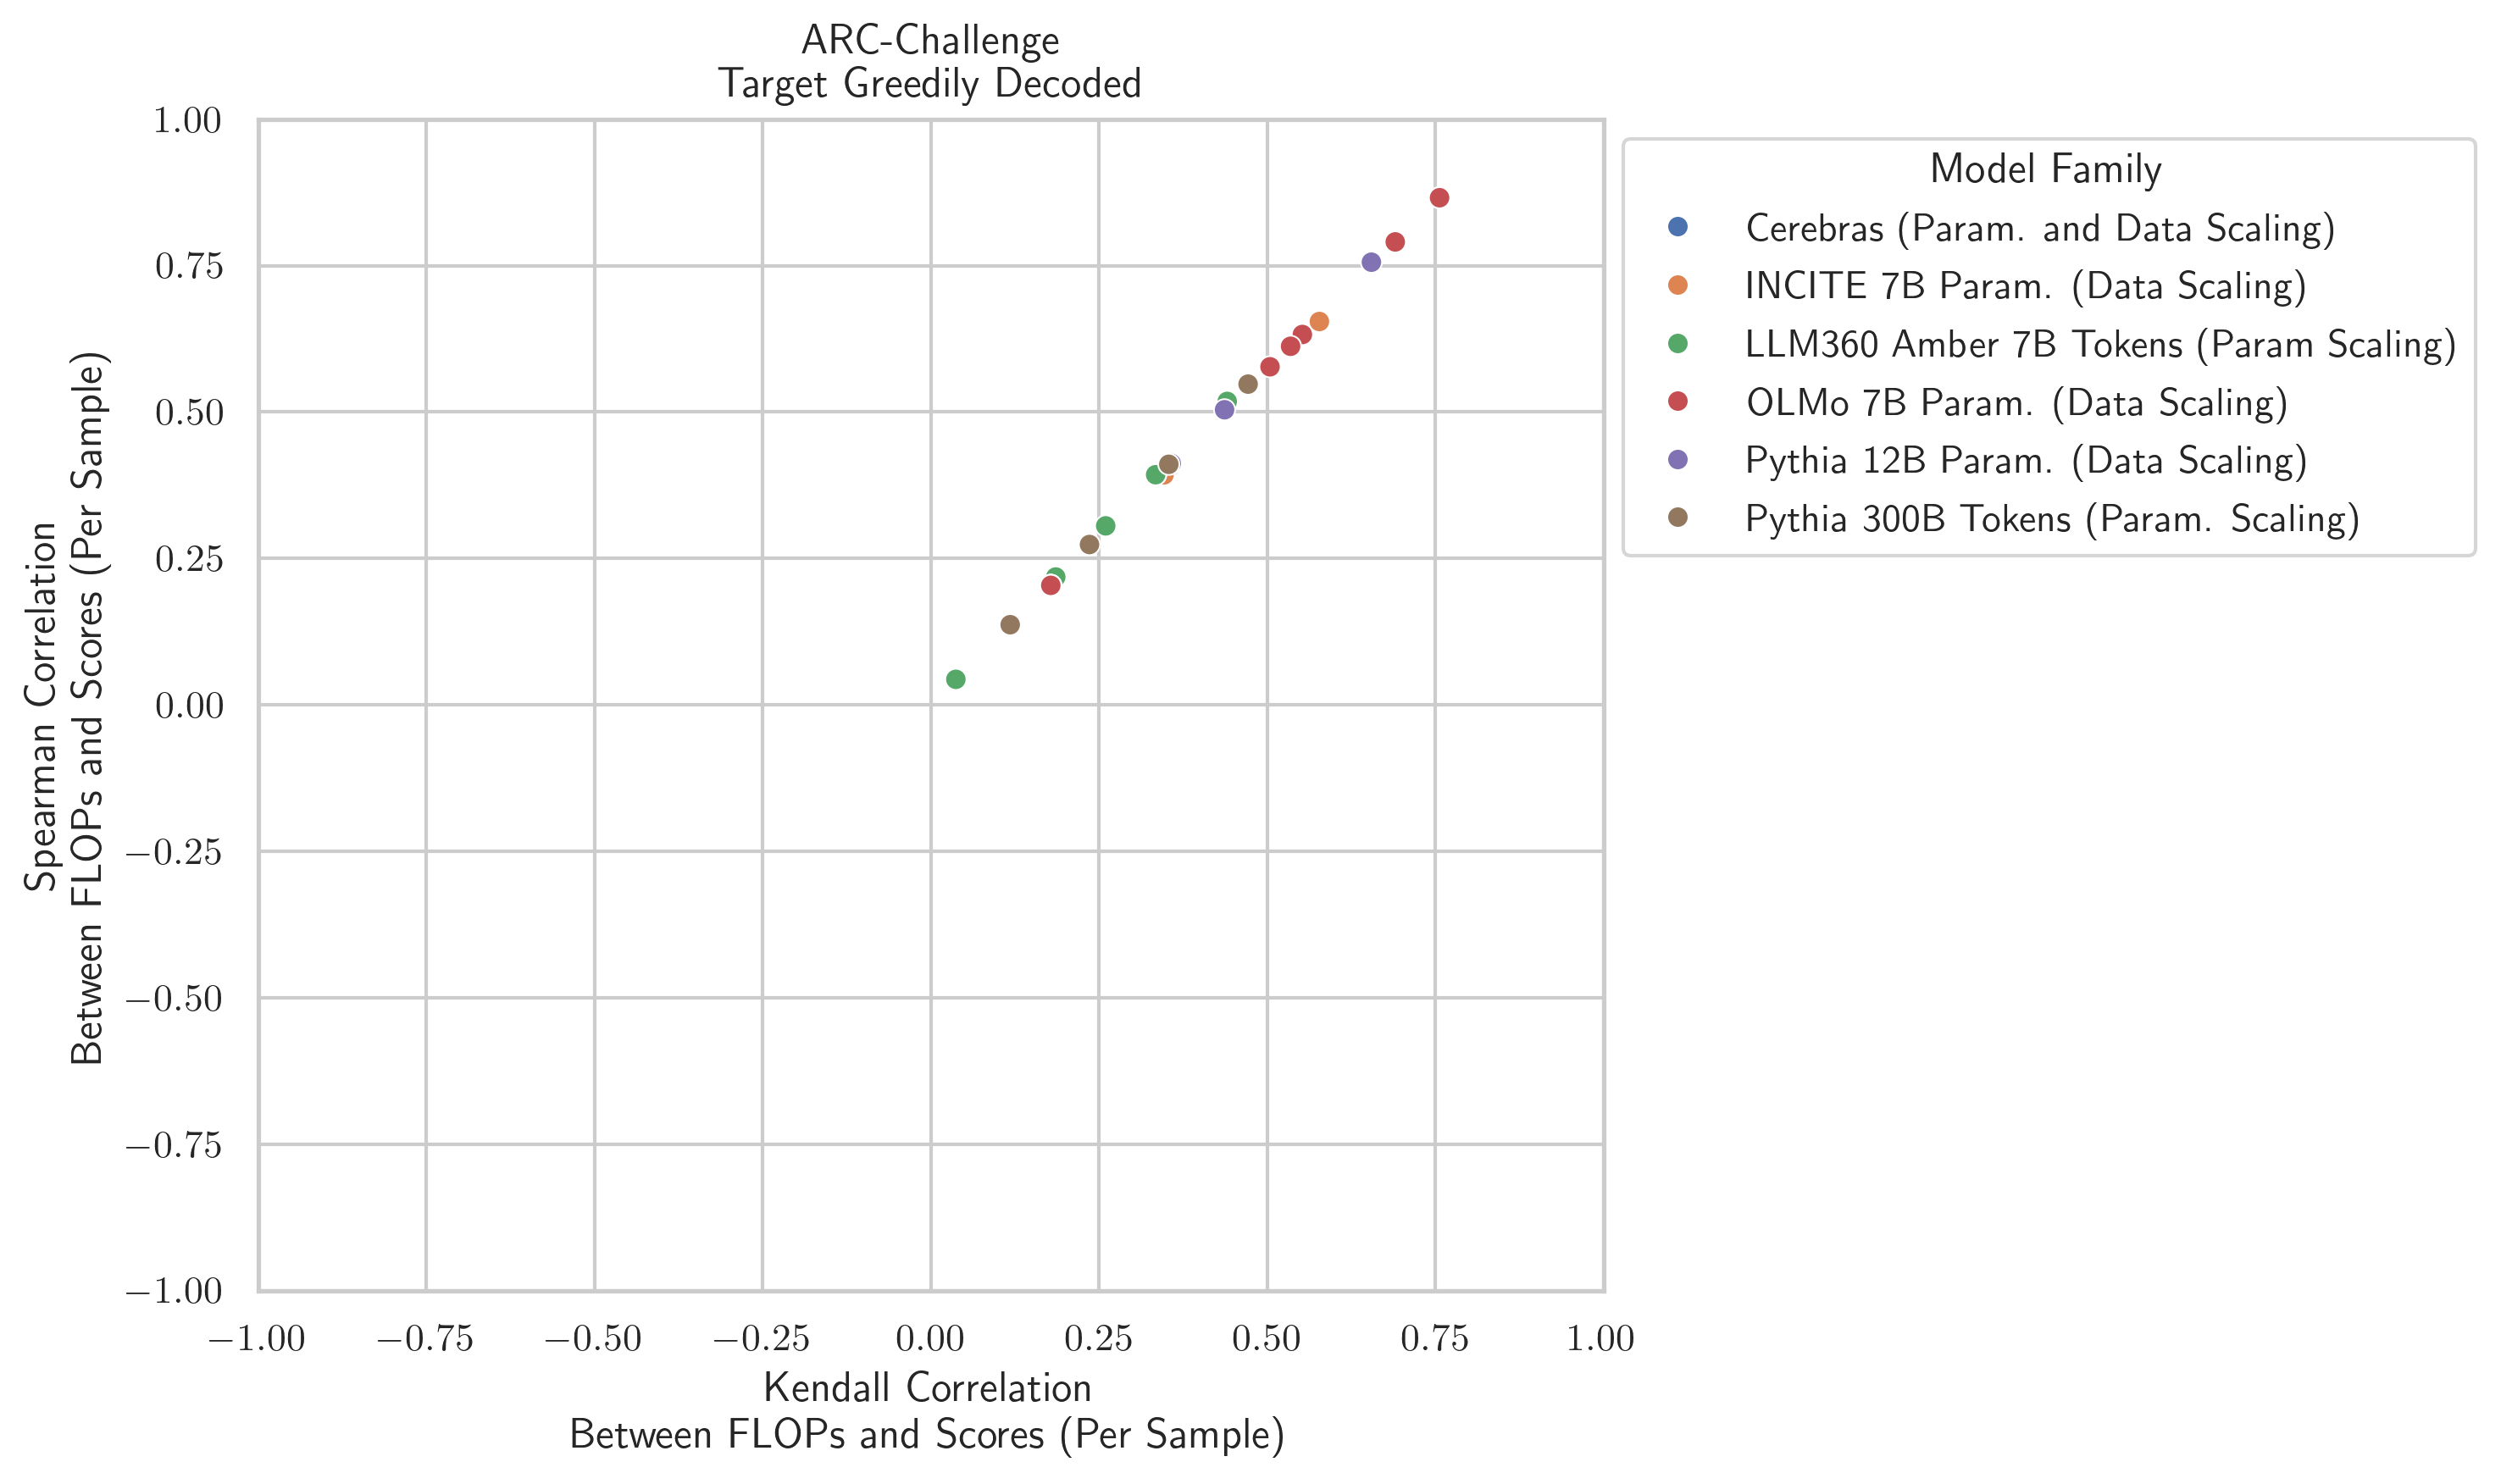 ARC-Challenge
Target Greedily Decoded
Spearman Correlation
Between FLOPs and Scores (Per Sample)
1.00
0.75
0.50
0.25
0.00
−0.25
−0.50
−0.75
−1.00
−1.00 −0.75 −0.50 −0.25 0.00 0.25 0.50 0.75 1.00
Kendall Correlation
Between FLOPs and Scores (Per Sample)
Model Family
Cerebras (Param. and Data Scaling)
INCITE 7B Param. (Data Scaling)
LLM360 Amber 7B Tokens (Param Scaling)
OLMo 7B Param. (Data Scaling)
Pythia 12B Param. (Data Scaling)
Pythia 300B Tokens (Param. Scaling)